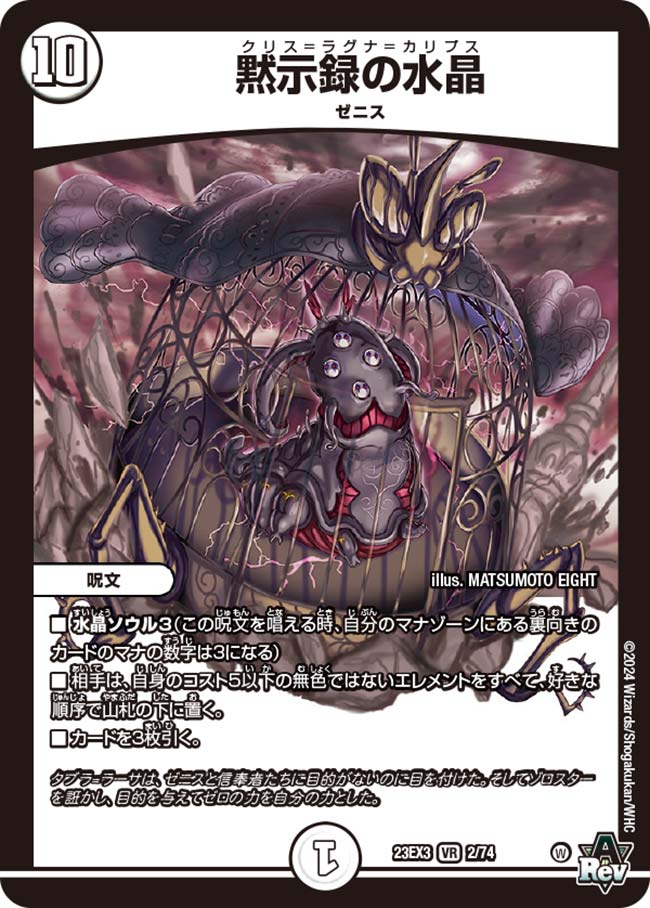 10
クリス=ラグナ=カリプス
黙示録の水晶
ゼニス
呪文
illus. MATSUMOTO EIGHT
■水晶ソウル3(この呪文を唱える時、自分のマナゾーンにある裏向きの
カードのマナの数字は3になる)
■相手は、自身のコスト5以下の無色ではないエレメントをすべて、好きな
順序で山札の下に置く。
■カードを3枚引く。
タブラ=ラーサは、ゼニスと信奉者たちに目的がないのに目を付けた。そしてゾロスター
を誑かし、目的を与えてゼロの力を自分の力とした。
©2024 Wizards/Shogakukan/WHC
1
23EX3 VR 2/74
W
A Rev